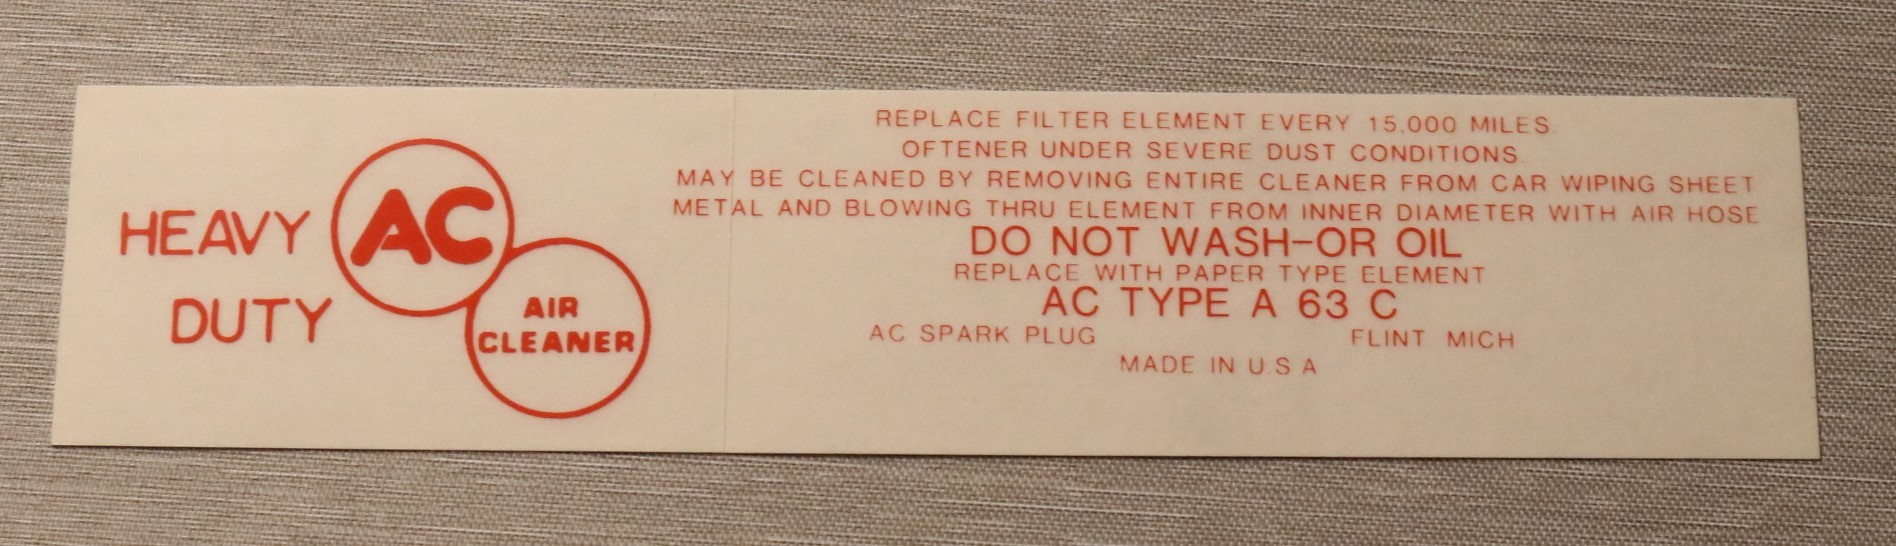 HEAVY
DUTY
AC
AIR
CLEANER
REPLACE FILTER ELEMENT EVERY 15,000 MILES
OFTENER UNDER SEVERE DUST CONDITIONS.
MAY BE CLEANED BY REMOVING ENTIRE CLEANER FROM CAR WIPING SHEET
METAL AND BLOWING THRU ELEMENT FROM INNER DIAMETER WITH AIR HOSE
DO NOT WASH-OR OIL
REPLACE WITH PAPER TYPE ELEMENT
AC TYPE A 63 C
AC SPARK PLUG FLINT MICH
MADE IN U.S.A